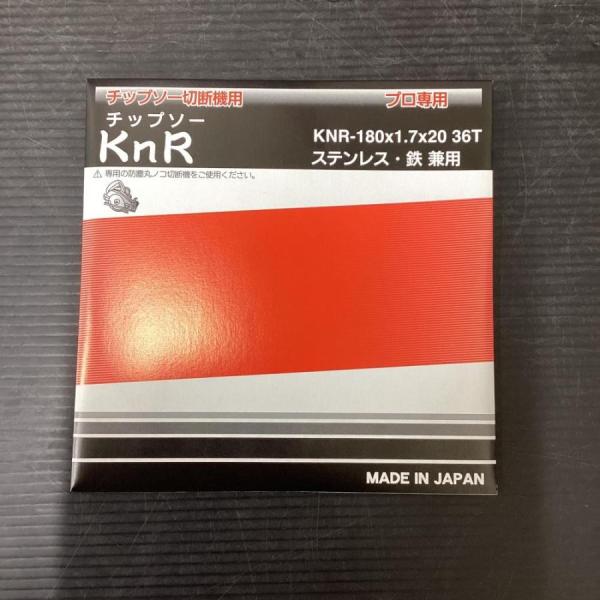 チップソー切断機用 プロ専用
チップソー
KnR
KNR-180x1.7x20 36T
ステンレス・鉄 兼用
⚠専用の防塵丸ノコ切断機をご使用ください。
MADE IN JAPAN